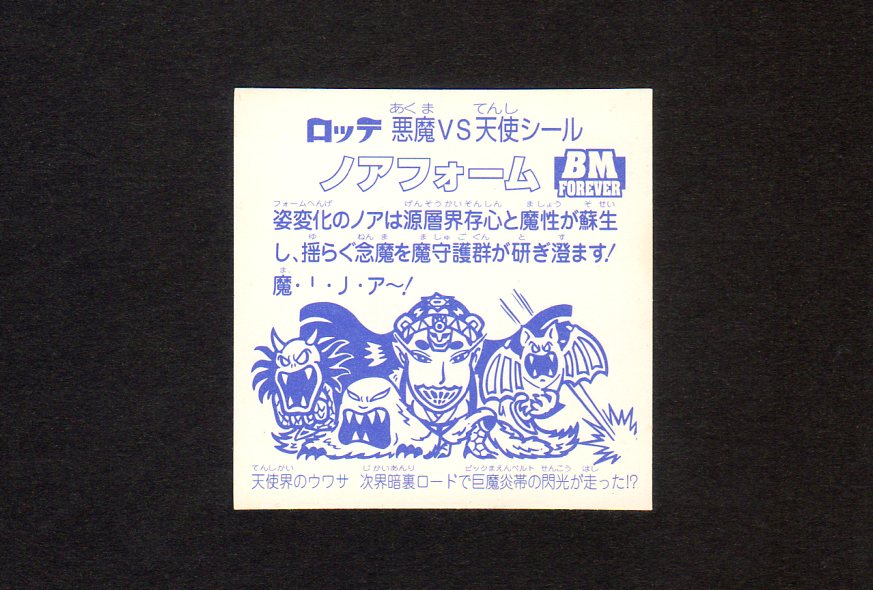 あくま てんし
ロッテ 悪魔VS天使シール
ノアフォーム BM FOREVER
フォームへんげ げんそうかいぞんしん ましょう そせい
姿変化のノアは源層界存心と魔性が蘇生
ゆ ねんま ましゅごぐん と す
し、揺らぐ念魔を魔守護群が研ぎ澄ます!
ま
魔・I・J・ア〜!
てんしかい じかいあんり ビックまえんベルト せんこう はし
天使界のウワサ 次界暗裏ロードで巨魔炎帯の閃光が走った!?